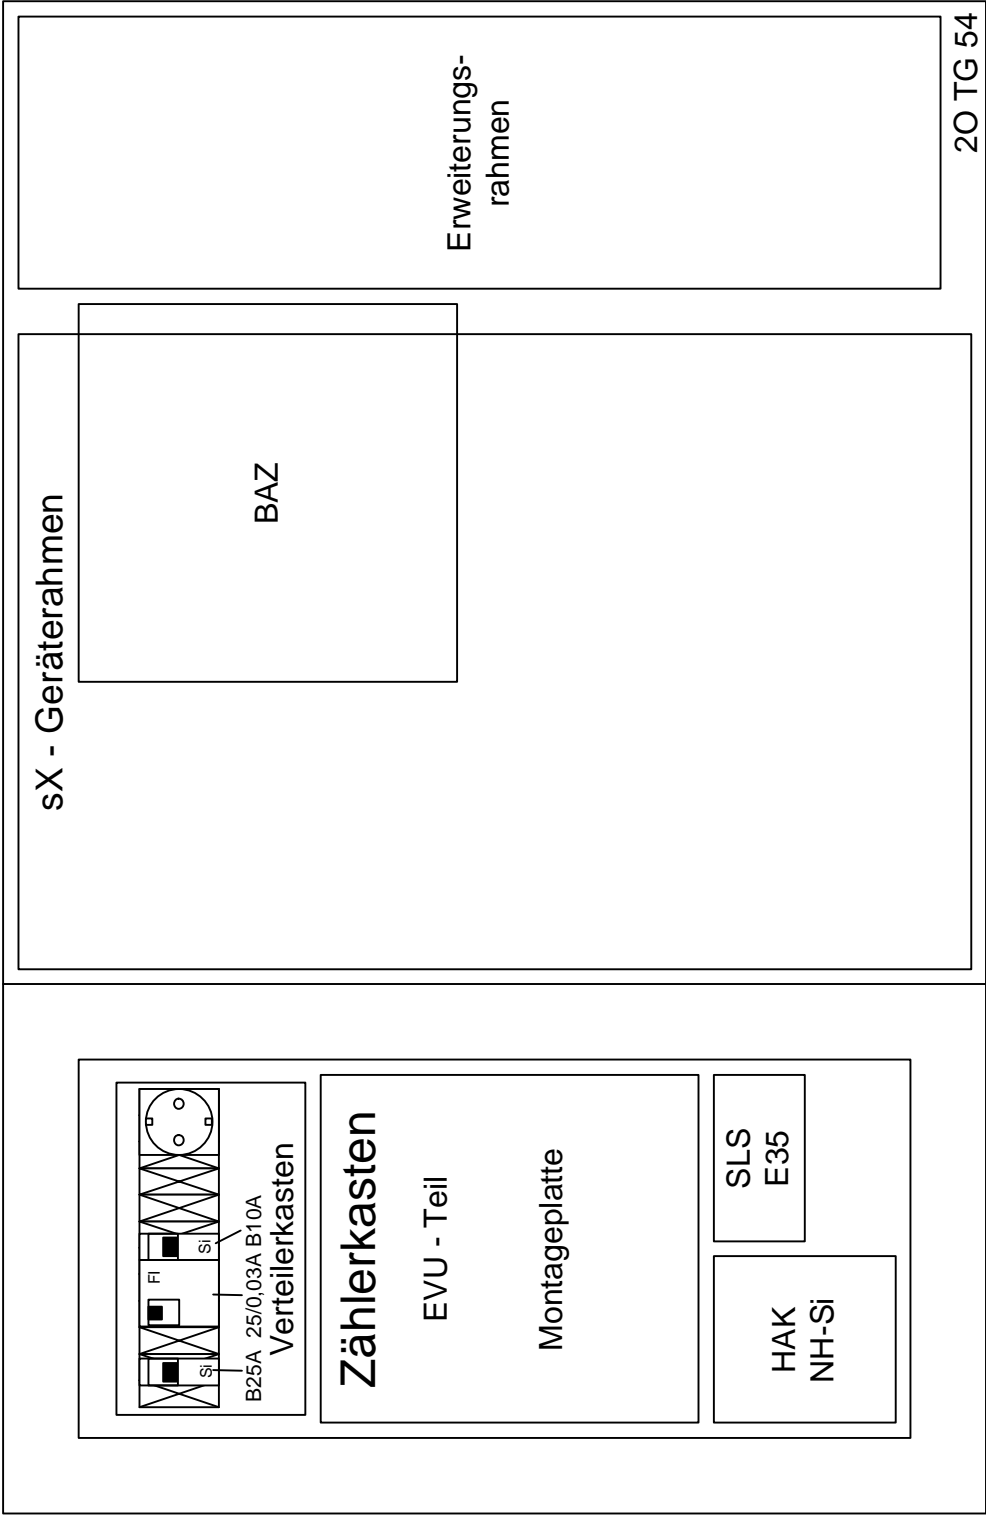 Si
FI
Si
B25A 25/0,03A B10A
Verteilerkasten
Zählerkasten
EVU - Teil
Montageplatte
HAK
NH-Si
SLS
E35
sX - Geräterahmen
BAZ
Erweiterungs-
rahmen
2O TG 54